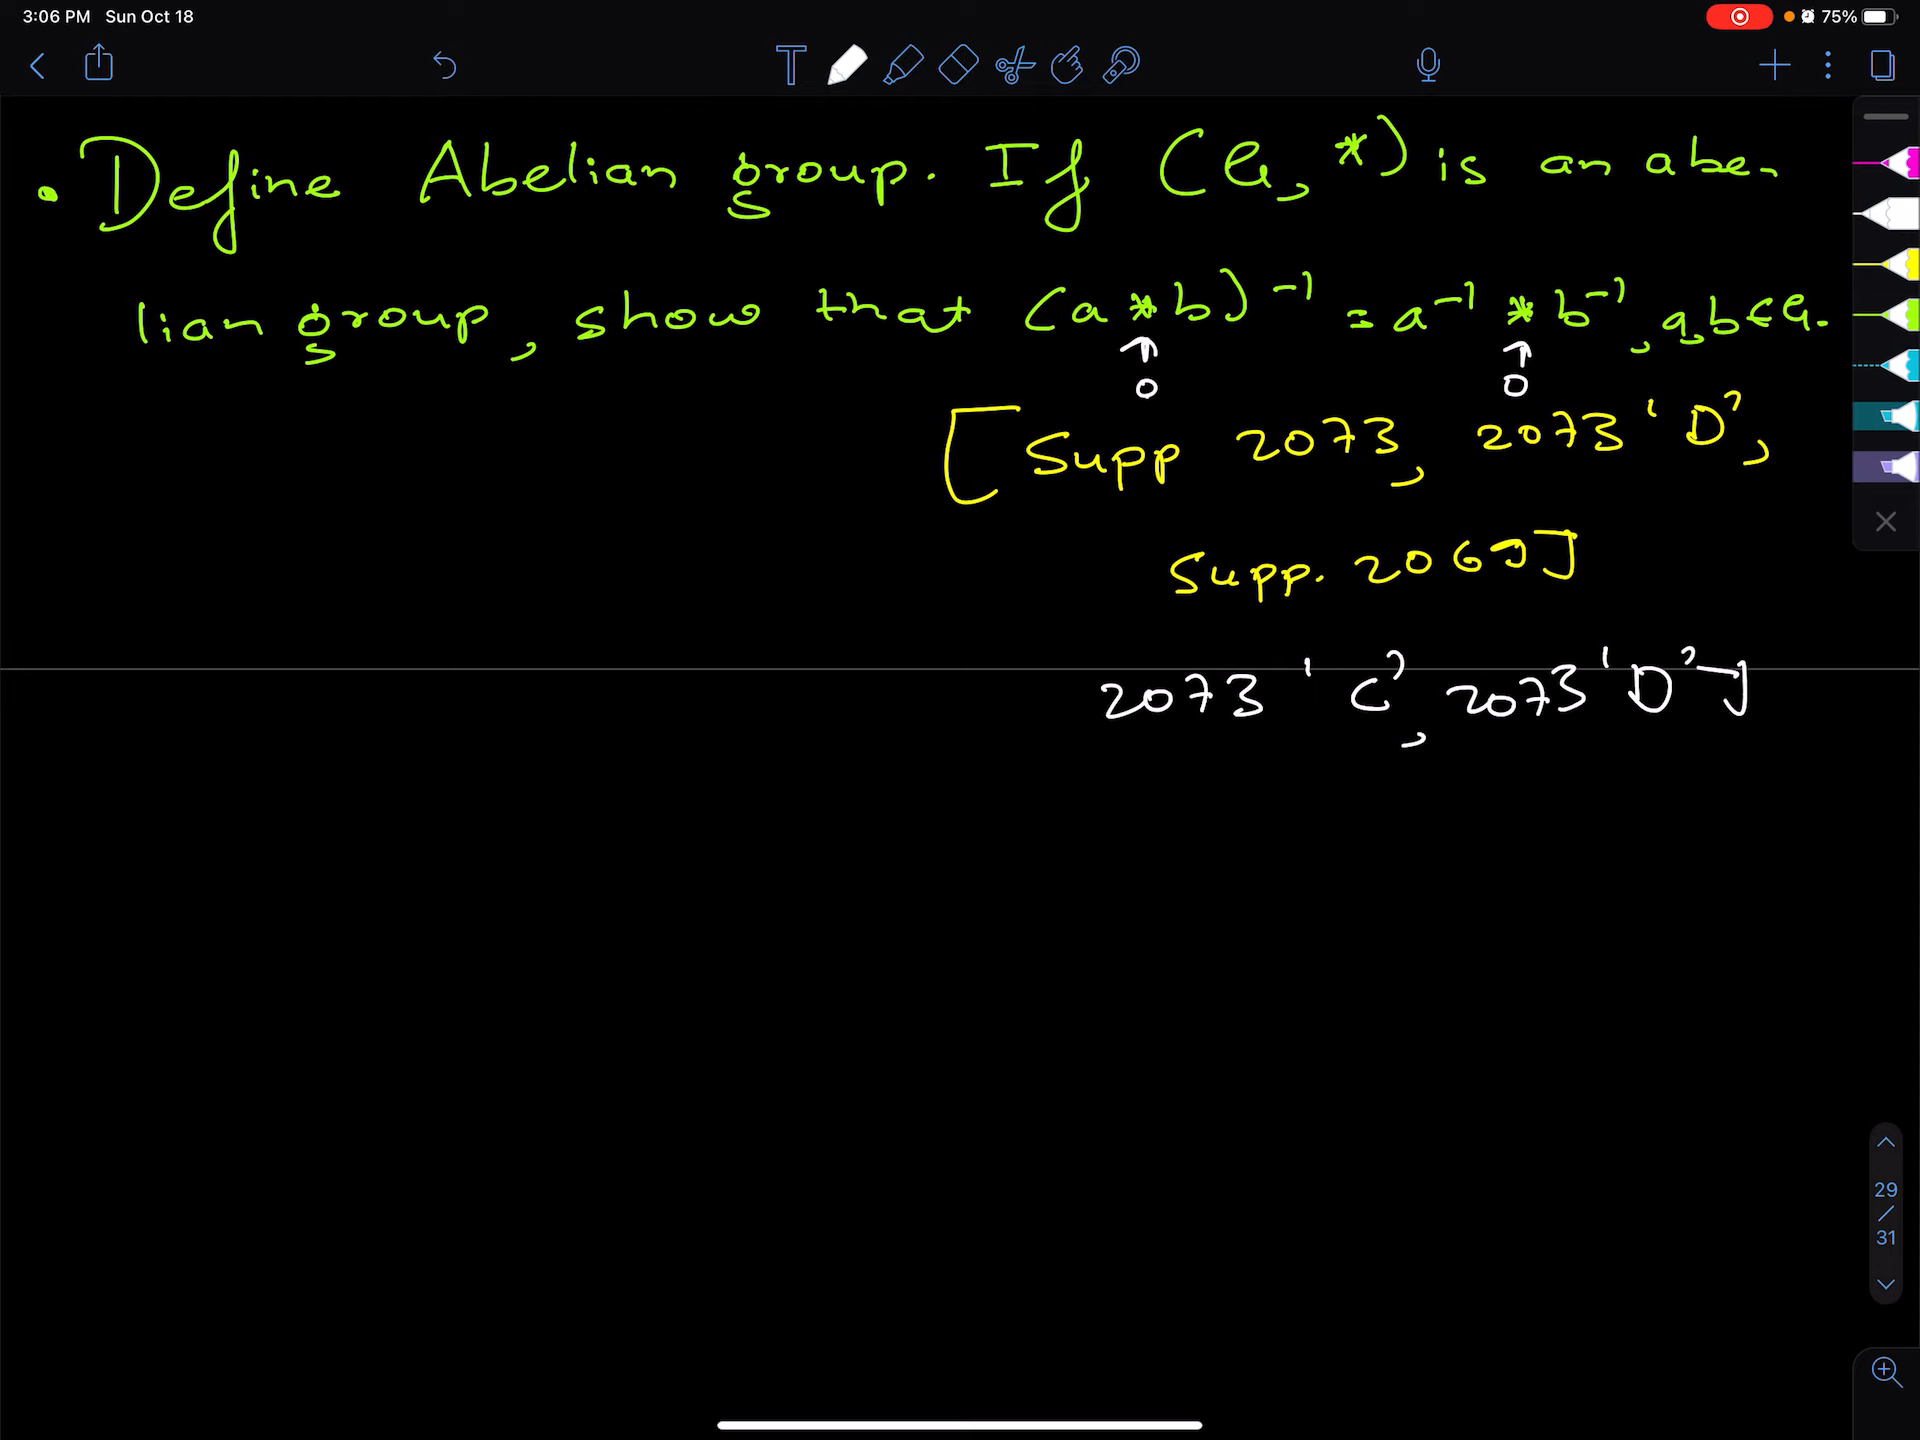 3:06 PM Sun Oct 18
75%
• Define Abelian group. If (G, *) is an abe-
lian group, show that (a * b)⁻¹ = a⁻¹ * b⁻¹, a, b ∈ G.
↑ ↑
o o
[Supp 2073, 2073 'D',
Supp.
2073 'C', 2073 'D']
29
/
31